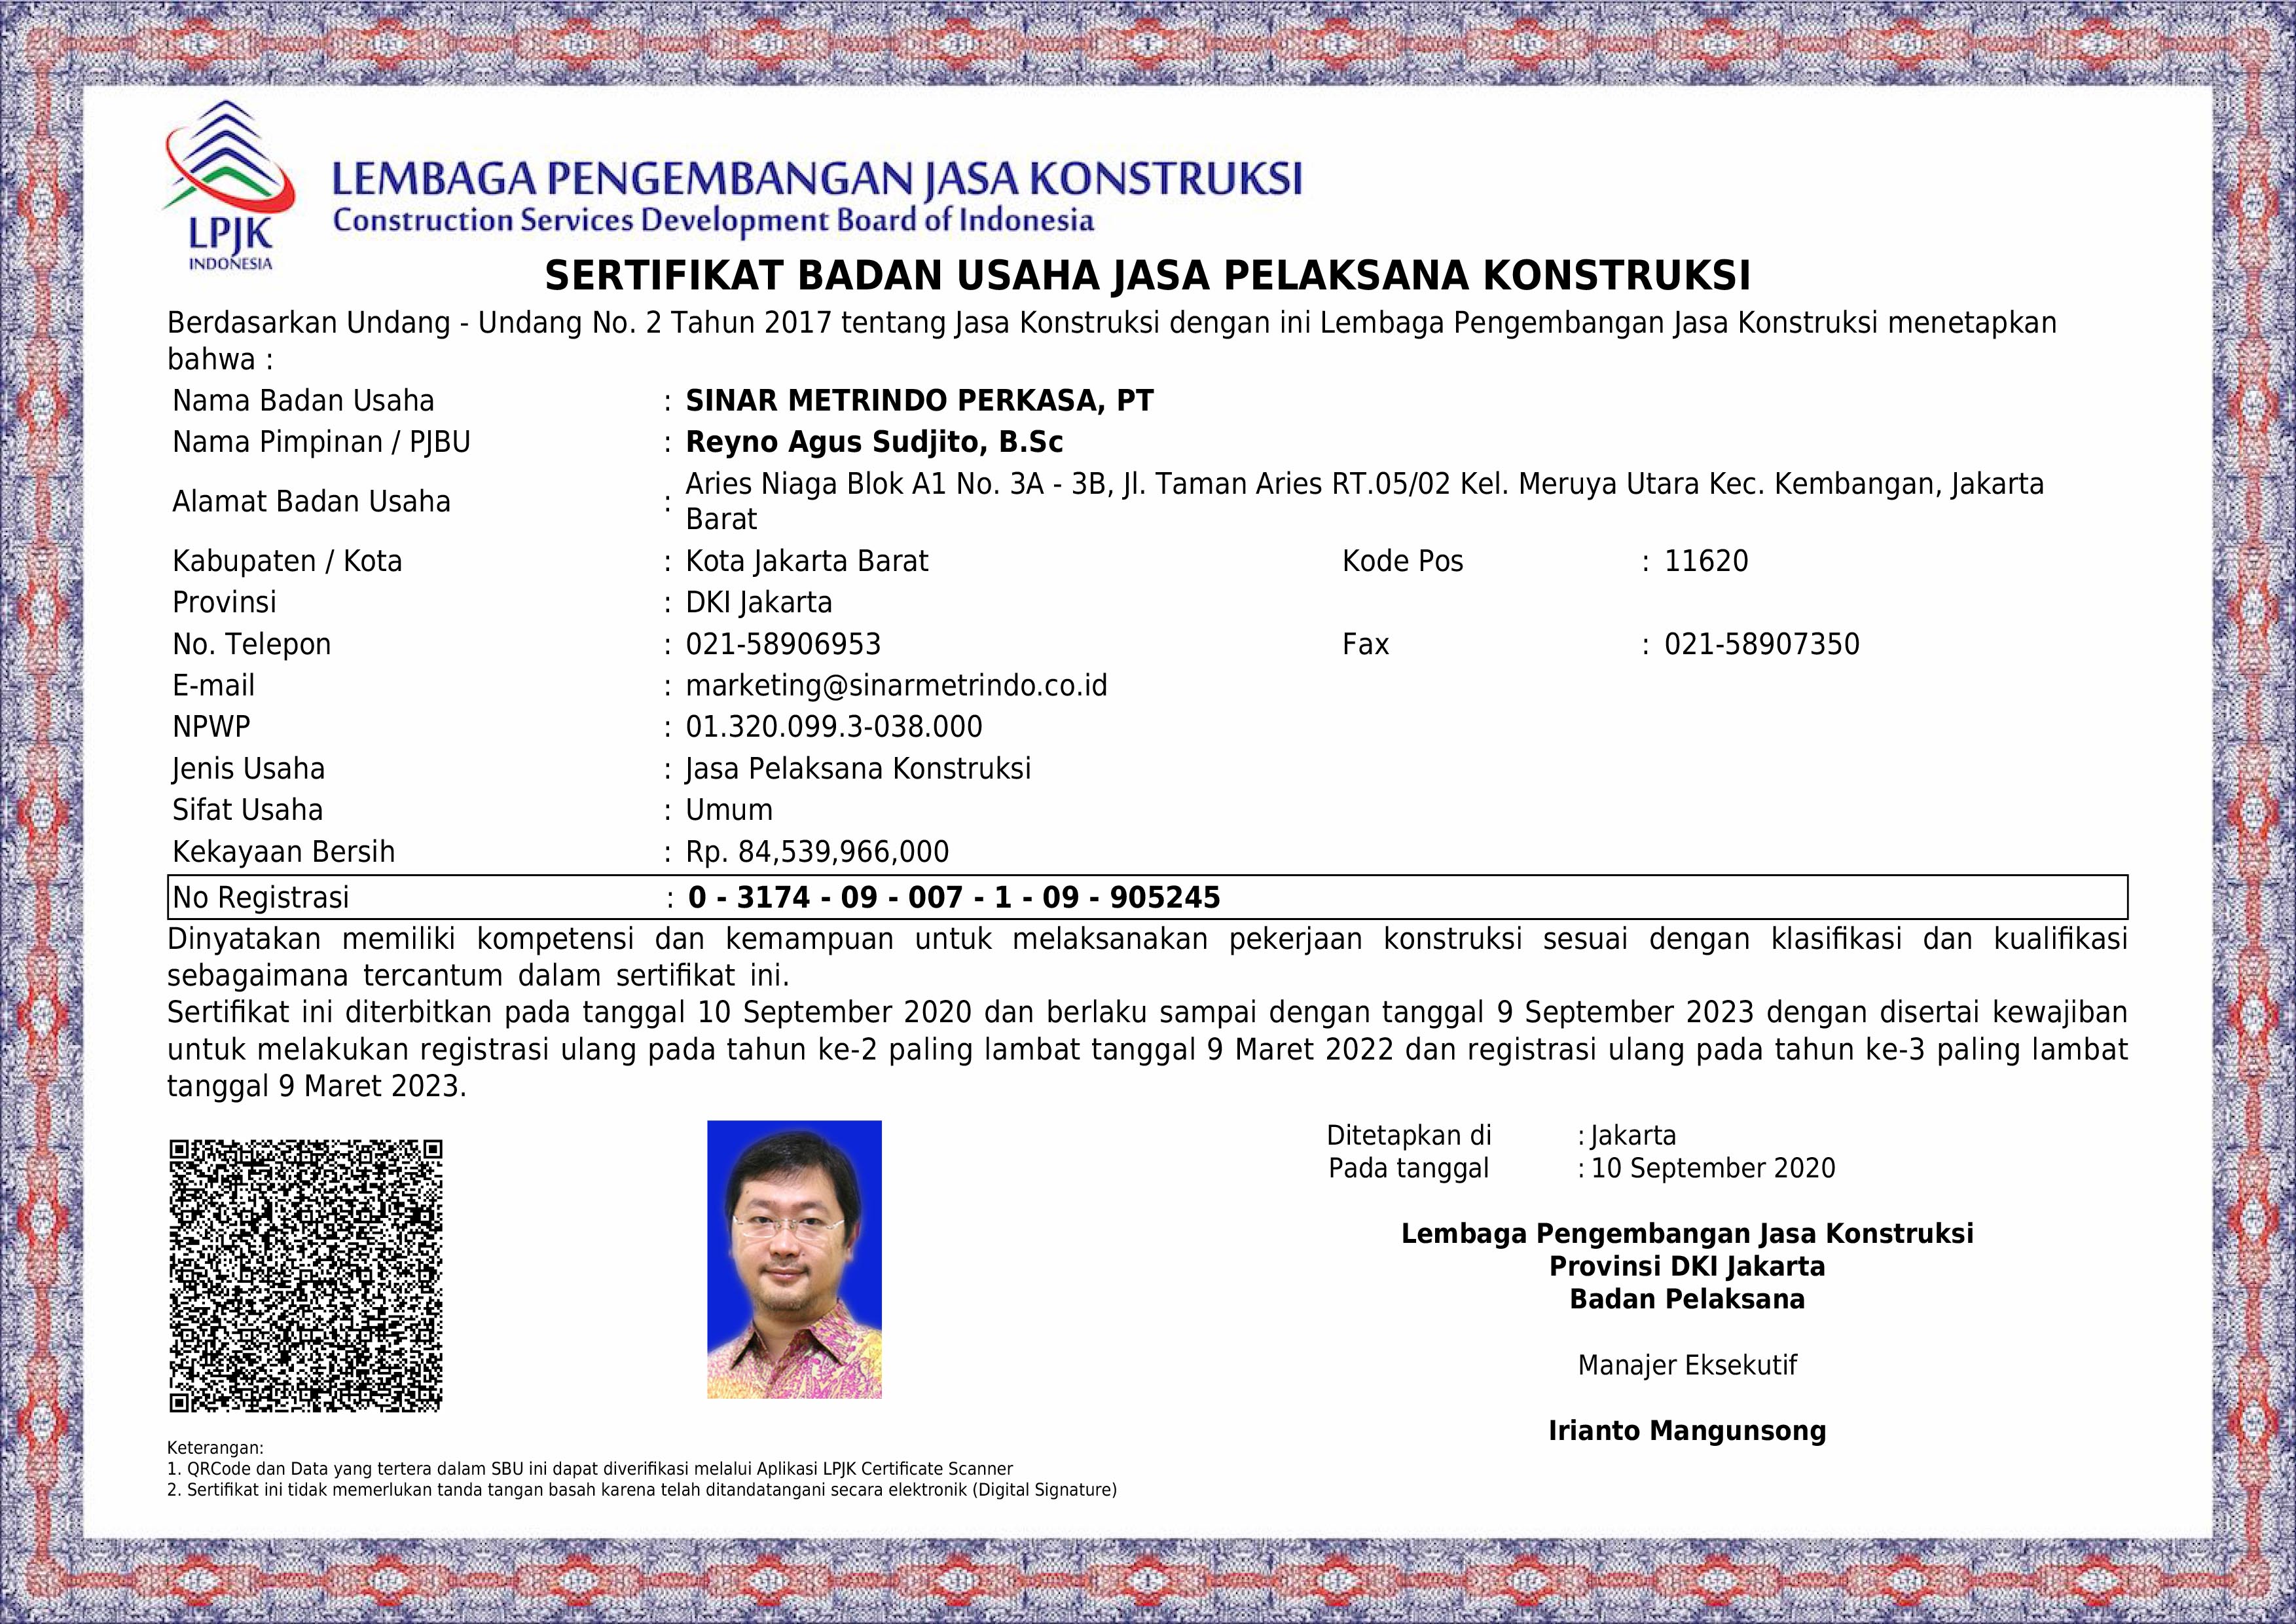 LPJK
INDONESIA
LEMBAGA PENGEMBANGAN JASA KONSTRUKSI
Construction Services Development Board of Indonesia
SERTIFIKAT BADAN USAHA JASA PELAKSANA KONSTRUKSI
Berdasarkan Undang - Undang No. 2 Tahun 2017 tentang Jasa Konstruksi dengan ini Lembaga Pengembangan Jasa Konstruksi menetapkan
bahwa :
Nama Badan Usaha : SINAR METRINDO PERKASA, PT
Nama Pimpinan / PJBU : Reyno Agus Sudjito, B.Sc
Alamat Badan Usaha : Aries Niaga Blok A1 No. 3A - 3B, Jl. Taman Aries RT.05/02 Kel. Meruya Utara Kec. Kembangan, Jakarta
Barat
Kabupaten / Kota : Kota Jakarta Barat Kode Pos : 11620
Provinsi : DKI Jakarta
No. Telepon : 021-58906953 Fax : 021-58907350
E-mail : marketing@sinarmetrindo.co.id
NPWP : 01.320.099.3-038.000
Jenis Usaha : Jasa Pelaksana Konstruksi
Sifat Usaha : Umum
Kekayaan Bersih : Rp. 84,539,966,000
No Registrasi : 0 - 3174 - 09 - 007 - 1 - 09 - 905245
Dinyatakan memiliki kompetensi dan kemampuan untuk melaksanakan pekerjaan konstruksi sesuai dengan klasifikasi dan kualifikasi
sebagaimana tercantum dalam sertifikat ini.
Sertifikat ini diterbitkan pada tanggal 10 September 2020 dan berlaku sampai dengan tanggal 9 September 2023 dengan disertai kewajiban
untuk melakukan registrasi ulang pada tahun ke-2 paling lambat tanggal 9 Maret 2022 dan registrasi ulang pada tahun ke-3 paling lambat
tanggal 9 Maret 2023.
Ditetapkan di : Jakarta
Pada tanggal : 10 September 2020
Lembaga Pengembangan Jasa Konstruksi
Provinsi DKI Jakarta
Badan Pelaksana
Manajer Eksekutif
Irianto Mangunsong
Keterangan:
1. QRCode dan Data yang tertera dalam SBU ini dapat diverifikasi melalui Aplikasi LPJK Certificate Scanner
2. Sertifikat ini tidak memerlukan tanda tangan basah karena telah ditandatangani secara elektronik (Digital Signature)